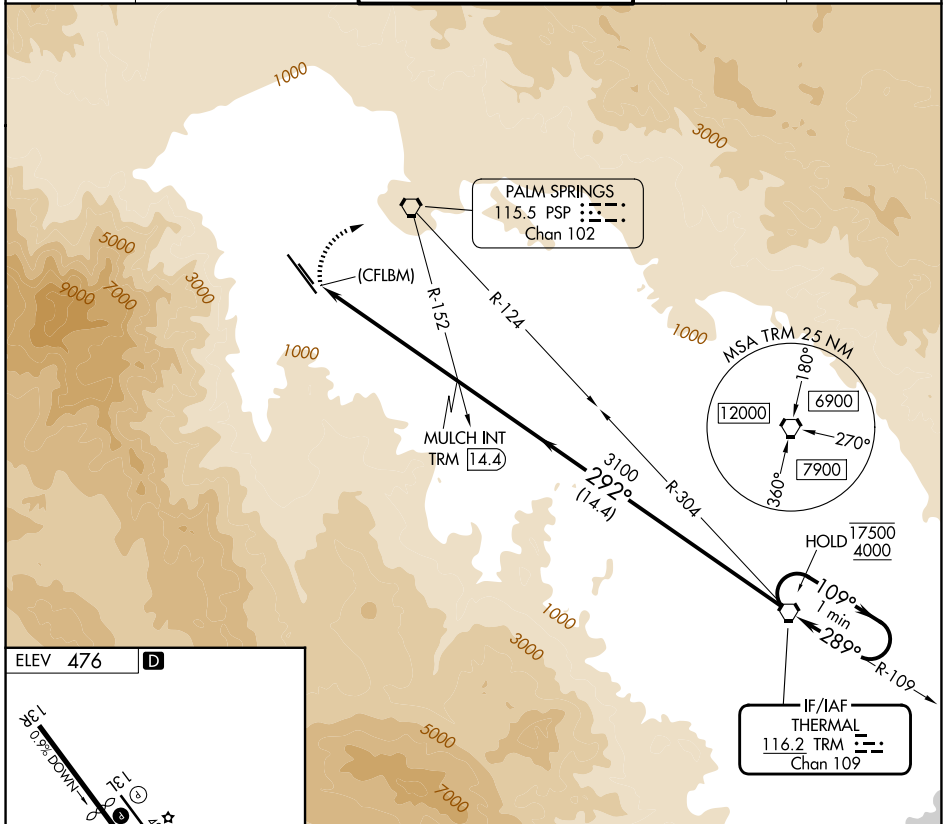 1000
3000
PALM SPRINGS
115.5 PSP
Chan 102
5000
9000
7000
3000
(CFLBM)
R-152
R-124
1000
1000
MSA TRM 25 NM
180°
12000
6900
270°
7900
360°
MULCH INT
TRM 14.4
3100
292°
(14.4)
R-304
HOLD 17500
4000
109°
1 min
289°
R-109
1000
3000
IF/IAF
THERMAL
116.2 TRM
Chan 109
5000
7000
ELEV 476 D
13R
0.9% DOWN
13L
P
P